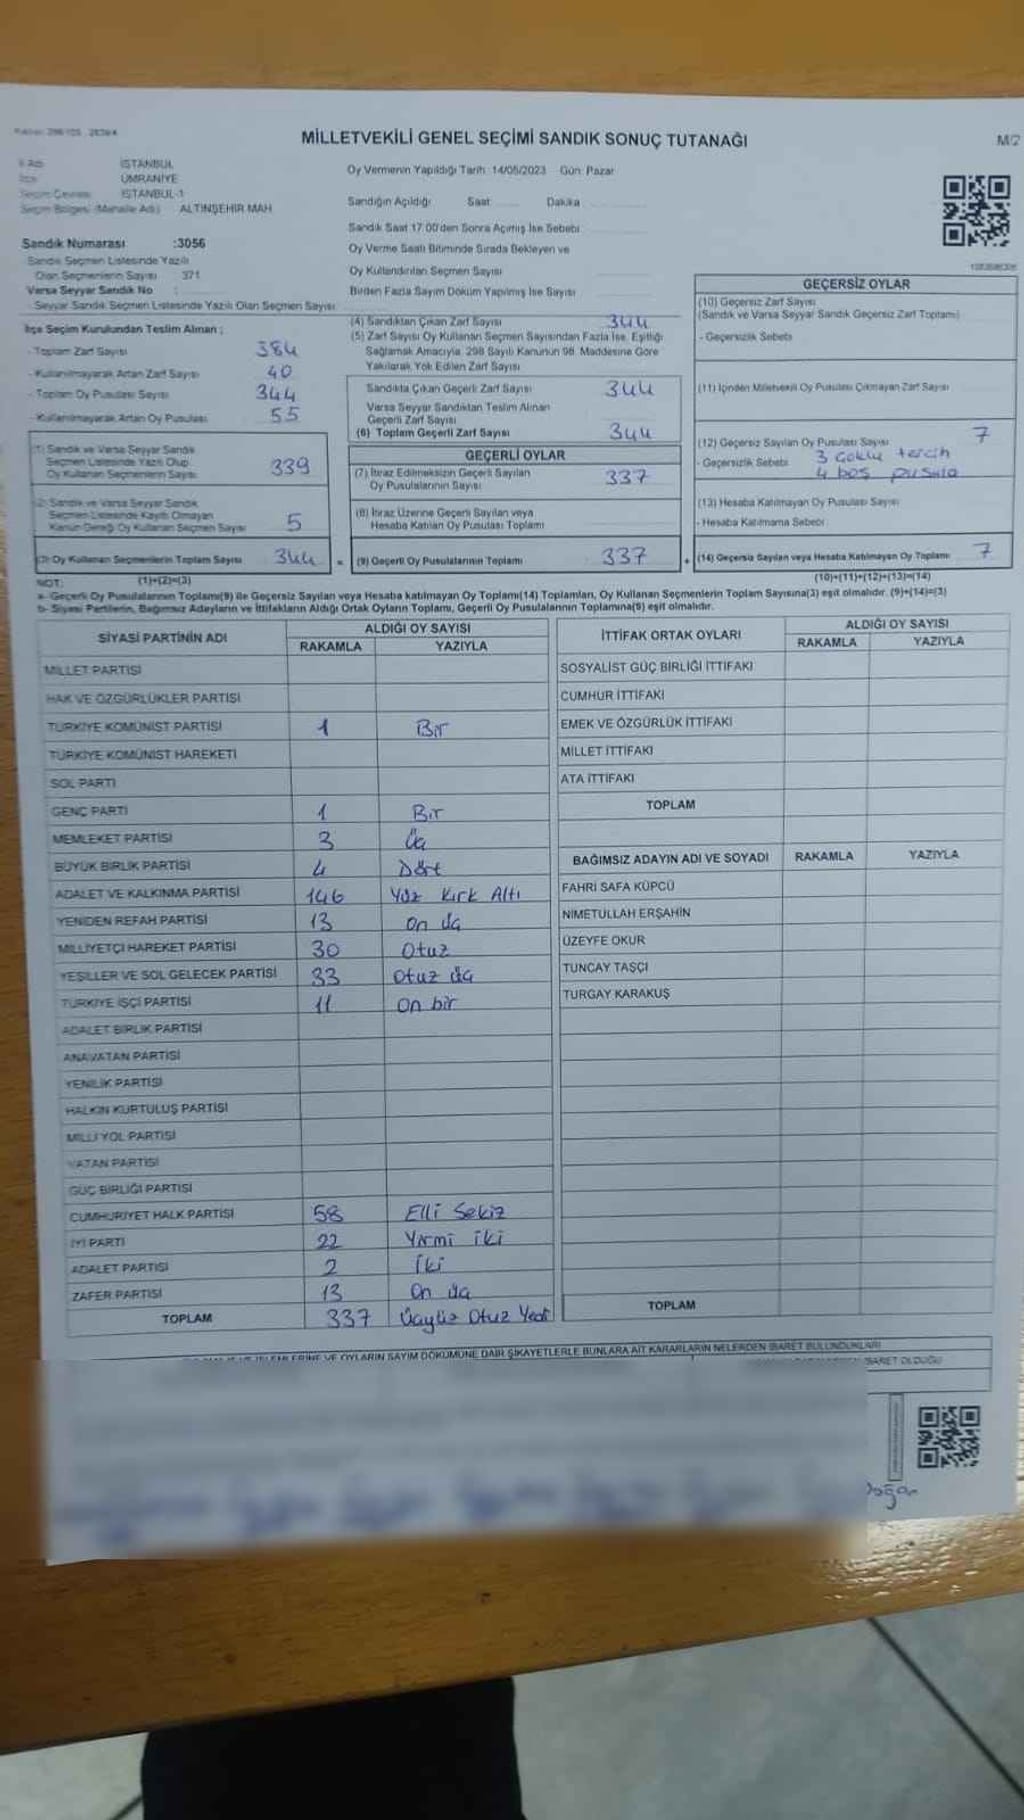 MİLLETVEKİLİ GENEL SEÇİMİ SANDIK SONUÇ TUTANAĞI
M/2
İSTANBUL
ÜMRANİYE
İSTANBUL-1
Seçim Bölgesi (Mahalle Adı) ALTINŞEHİR MAH
Sandık Numarası :3056
Sandık Seçmen Listesinde Yazılı
Olan Seçmenlerin Sayısı 371
Varsa Seyyar Sandık No :
Seyyar Sandık Seçmen Listesinde Yazılı Olan Seçmen Sayısı:
Oy Vermenin Yapıldığı Tarih: 14/05/2023 Gün: Pazar
Sandığın Açıldığı Saat Dakika
Sandık Saat 17:00'den Sonra Açılmış İse Sebebi
Oy Verme Saati Bitiminde Sırada Bekleyen ve
Oy Kullandırılan Seçmen Sayısı
Birden Fazla Sayım Döküm Yapılmış İse Sayısı
İlçe Seçim Kurulundan Teslim Alınan :
- Toplam Zarf Sayısı 384
- Kullanılmayarak Artan Zarf Sayısı 40
- Toplam Oy Pusulası Sayısı 344
- Kullanılmayarak Artan Oy Pusulası 55
(1) Sandık ve Varsa Seyyar Sandık
Seçmen Listesinde Yazılı Olup
Oy Kullanan Seçmenlerin Sayısı 339
(2) Sandık ve Varsa Seyyar Sandık
Seçmen Listesinde Kayıtlı Olmayan
Kanun Gereği Oy Kullanan Seçmen Sayısı 5
(3) Oy Kullanan Seçmenlerin Toplam Sayısı 344
(1)+(2)=(3)
(4) Sandıktan Çıkan Zarf Sayısı 344
(5) Zarf Sayısı Oy Kullanan Seçmen Sayısından Fazla İse, Eşitliği
Sağlamak Amacıyla, 298 Sayılı Kanunun 98. Maddesine Göre
Yakılarak Yok Edilen Zarf Sayısı
Sandıkta Çıkan Geçerli Zarf Sayısı 344
Varsa Seyyar Sandıktan Teslim Alınan
Geçerli Zarf Sayısı
(6) Toplam Geçerli Zarf Sayısı 344
GEÇERLİ OYLAR
(7) İtiraz Edilmeksizin Geçerli Sayılan
Oy Pusulalarının Sayısı 337
(8) İtiraz Üzerine Geçerli Sayılan veya
Hesaba Katılan Oy Pusulası Toplamı
= (9) Geçerli Oy Pusulalarının Toplamı 337
GEÇERSİZ OYLAR
(10) Geçersiz Zarf Sayısı
(Sandık ve Varsa Seyyar Sandık Geçersiz Zarf Toplamı)
- Geçersizlik Sebebi
(11) İçinden Milletvekili Oy Pusulası Çıkmayan Zarf Sayısı
(12) Geçersiz Sayılan Oy Pusulası Sayısı 7
- Geçersizlik Sebebi 3 Çoklu tercih
4 boş pusula
(13) Hesaba Katılmayan Oy Pusulası Sayısı
- Hesaba Katılmama Sebebi
+ (14) Geçersiz Sayılan veya Hesaba Katılmayan Oy Toplamı 7
(10)+(11)+(12)+(13)=(14)
NOT:
a- Geçerli Oy Pusulalarının Toplamı(9) ile Geçersiz Sayılan veya Hesaba katılmayan Oy Toplamı(14) Toplamları, Oy Kullanan Seçmenlerin Toplam Sayısına(3) eşit olmalıdır. (9)+(14)=(3)
b- Siyasi Partilerin, Bağımsız Adayların ve İttifakların Aldığı Ortak Oyların Toplamı, Geçerli Oy Pusulalarının Toplamına(9) eşit olmalıdır.
SİYASİ PARTİNİN ADI ALDIĞI OY SAYISI
RAKAMLA YAZIYLA
MİLLET PARTİSİ
HAK VE ÖZGÜRLÜKLER PARTİSİ
TÜRKİYE KOMÜNİST PARTİSİ 1 Bir
TÜRKİYE KOMÜNİST HAREKETİ
SOL PARTİ
GENÇ PARTİ 1 Bir
MEMLEKET PARTİSİ 3 Üç
BÜYÜK BİRLİK PARTİSİ 4 Dört
ADALET VE KALKINMA PARTİSİ 146 Yüz Kırk Altı
YENİDEN REFAH PARTİSİ 13 On üç
MİLLİYETÇİ HAREKET PARTİSİ 30 Otuz
YEŞİLLER VE SOL GELECEK PARTİSİ 33 Otuz üç
TÜRKİYE İŞÇİ PARTİSİ 11 On bir
ADALET BİRLİK PARTİSİ
ANAVATAN PARTİSİ
YENİLİK PARTİSİ
HALKIN KURTULUŞ PARTİSİ
MİLLİ YOL PARTİSİ
VATAN PARTİSİ
GÜÇ BİRLİĞİ PARTİSİ
CUMHURİYET HALK PARTİSİ 58 Elli Sekiz
İYİ PARTİ 22 Yirmi iki
ADALET PARTİSİ 2 İki
ZAFER PARTİSİ 13 On üç
TOPLAM 337 Üçyüz Otuz Yedi
İTTİFAK ORTAK OYLARI ALDIĞI OY SAYISI
RAKAMLA YAZIYLA
SOSYALİST GÜÇ BİRLİĞİ İTTİFAKI
CUMHUR İTTİFAKI
EMEK VE ÖZGÜRLÜK İTTİFAKI
MİLLET İTTİFAKI
ATA İTTİFAKI
TOPLAM
BAĞIMSIZ ADAYIN ADI VE SOYADI RAKAMLA YAZIYLA
FAHRİ SAFA KÜPCÜ
NİMETULLAH ERŞAHİN
ÜZEYFE OKUR
TUNCAY TAŞÇI
TURGAY KARAKUŞ
TOPLAM
VE OYLARIN SAYIM DÖKÜMÜNE DAİR ŞİKAYETLERLE BUNLARA AİT KARARLARIN NELERDEN İBARET BULUNDUKLARI
İBARET OLDUĞU
Doğan